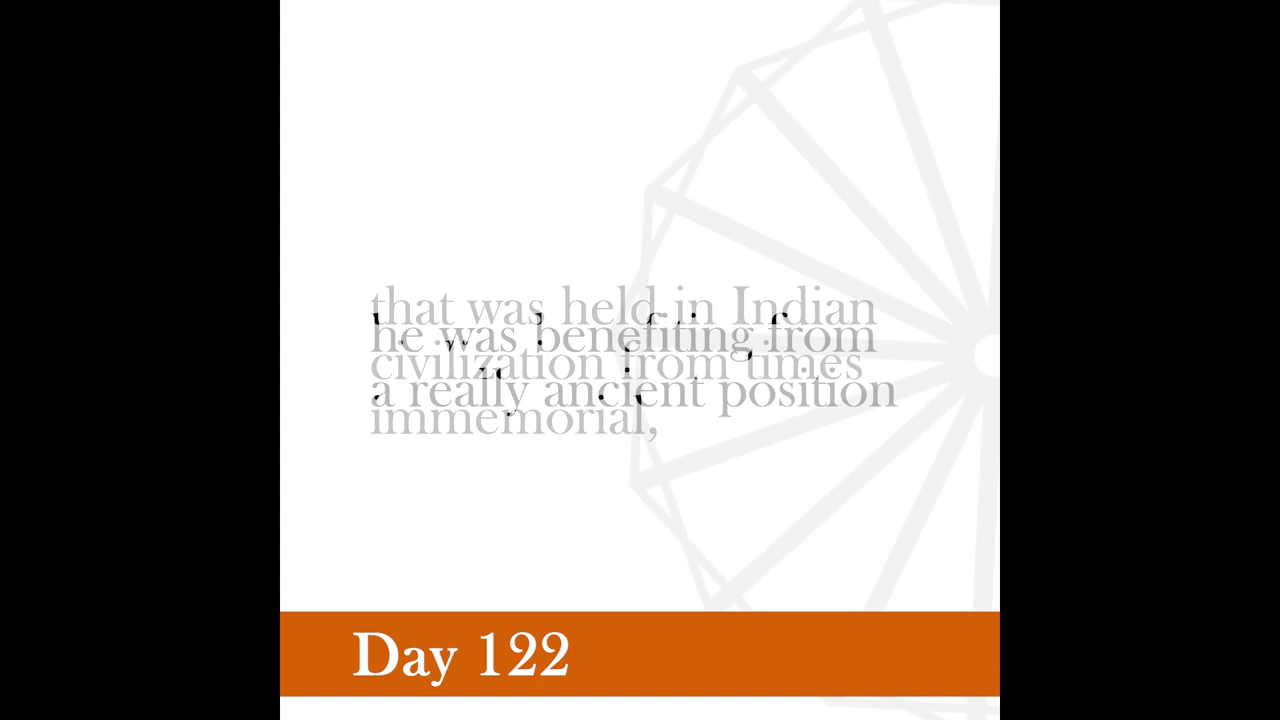 that was held in Indian
he was benefiting from
civilization from times
a really ancient position
immemorial,
Day 122